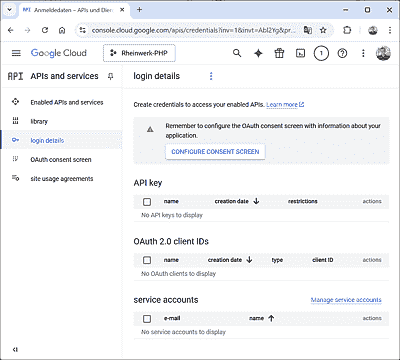 Anmeldedaten – APIs und Dien
console.cloud.google.com/apis/credentials?inv=1&invt=AbI2Yg&pr...
Google Cloud
Rheinwerk-PHP
1
API APIs and services
login details
Enabled APIs and services
library
login details
OAuth consent screen
site usage agreements
Create credentials to access your enabled APIs. Learn more
Remember to configure the OAuth consent screen with information about your
application.
CONFIGURE CONSENT SCREEN
API key
name creation date restrictions actions
No API keys to display
OAuth 2.0 client IDs
name creation date type client ID actions
No OAuth clients to display
service accounts Manage service accounts
e-mail name actions
No service accounts to display